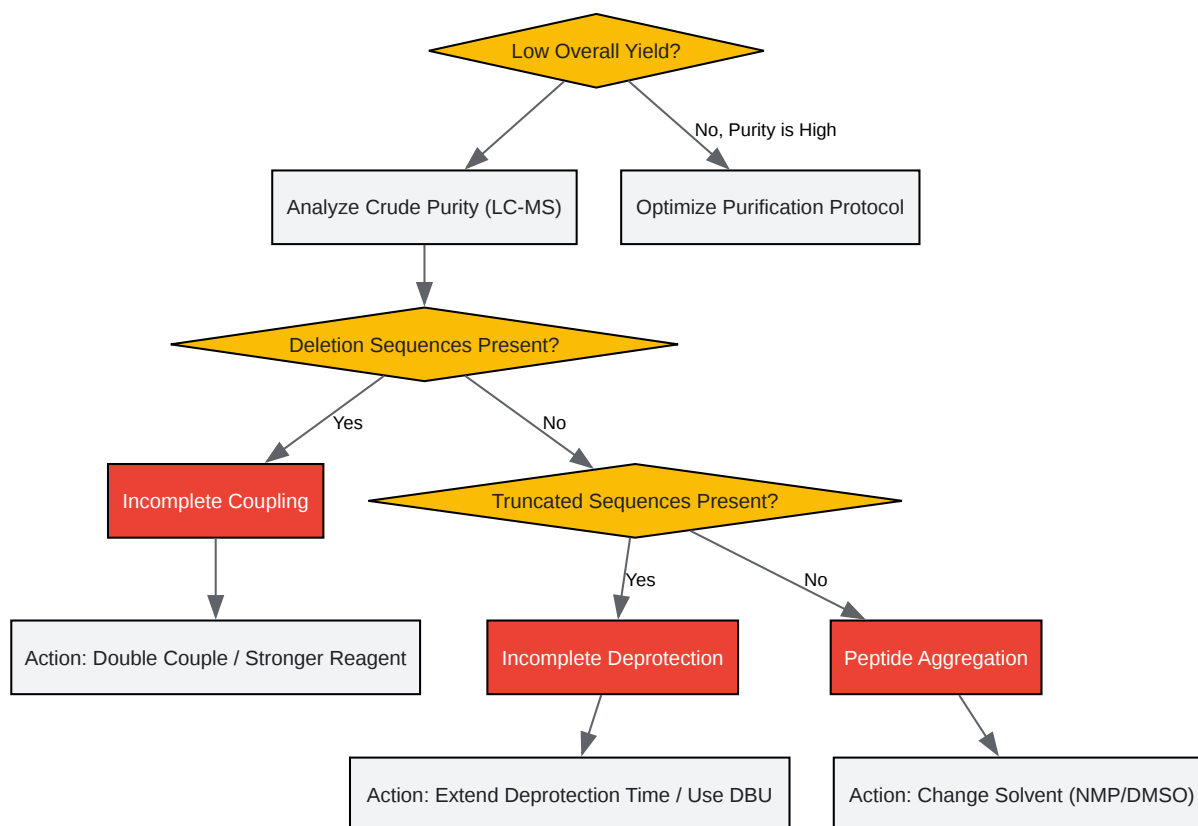 Low Overall Yield?
No, Purity is High
Analyze Crude Purity (LC-MS)
Optimize Purification Protocol
Deletion Sequences Present?
Yes
No
Incomplete Coupling
Truncated Sequences Present?
Yes
No
Action: Double Couple / Stronger Reagent
Incomplete Deprotection
Peptide Aggregation
Action: Extend Deprotection Time / Use DBU
Action: Change Solvent (NMP/DMSO)